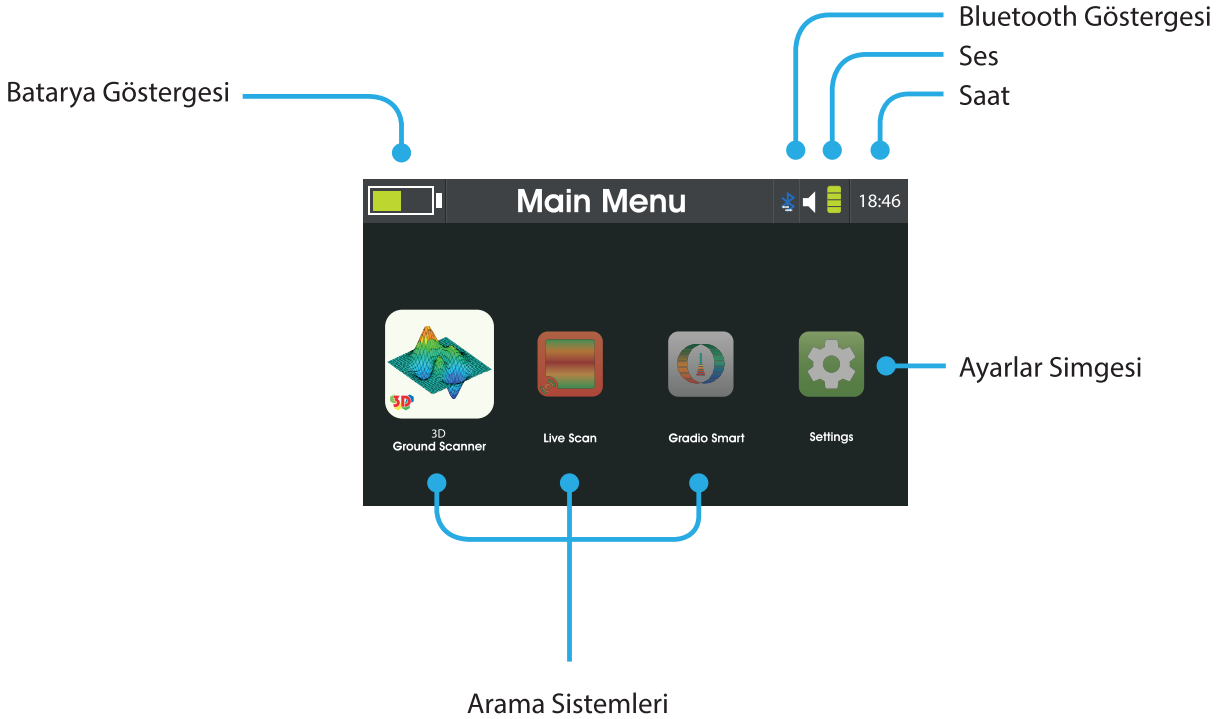 Bluetooth Göstergesi
Ses
Batarya Göstergesi
Saat
Main Menu
18:46
3D
3D
Ground Scanner
Live Scan
Gradio Smart
Settings
Ayarlar Simgesi
Arama Sistemleri